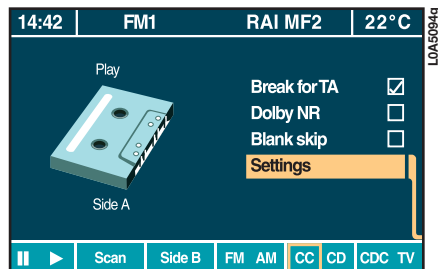 14:42 FM1 RAI MF2 22°C
Play
Break for TA
Dolby NR
Blank skip
Settings
Side A
Scan Side B FM AM CC CD CDC TV
L0A5094g